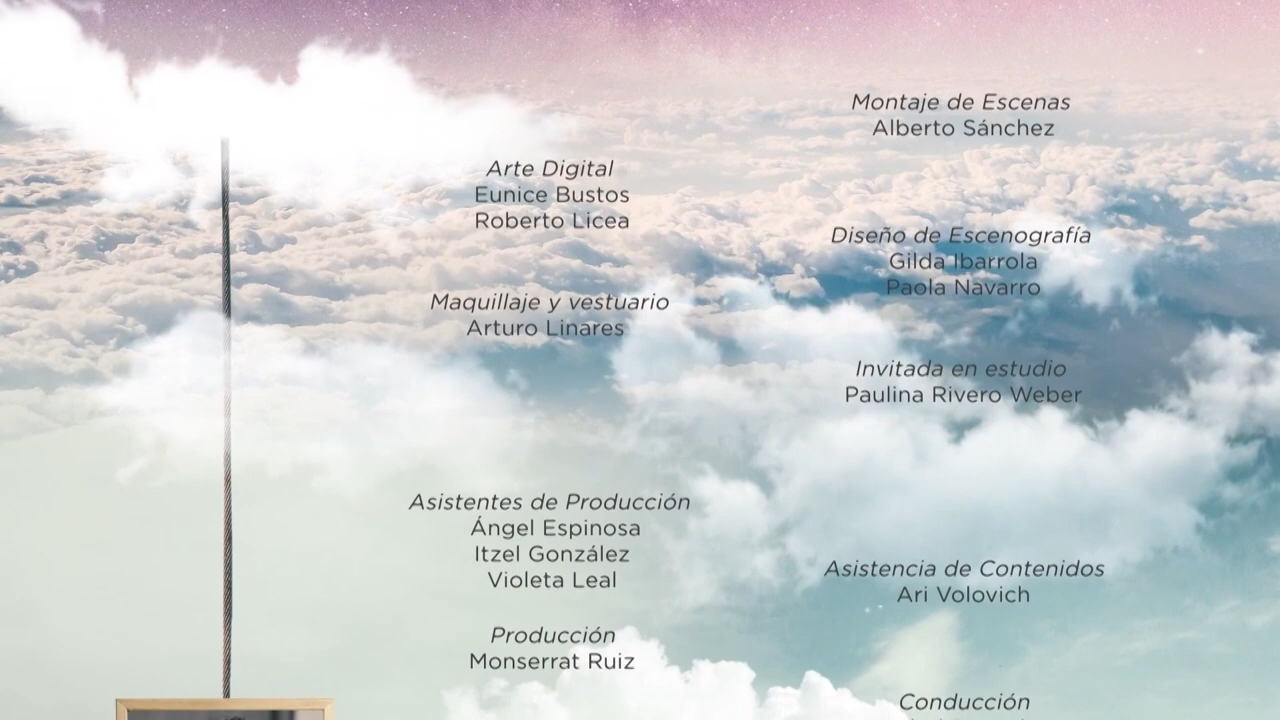 Arte Digital
Eunice Bustos
Roberto Licea
Maquillaje y vestuario
Arturo Linares
Asistentes de Producción
Ángel Espinosa
Itzel González
Violeta Leal
Producción
Monserrat Ruiz
Montaje de Escenas
Alberto Sánchez
Diseño de Escenografía
Gilda Ibarrola
Paola Navarro
Invitada en estudio
Paulina Rivero Weber
Asistencia de Contenidos
Ari Volovich
Conducción